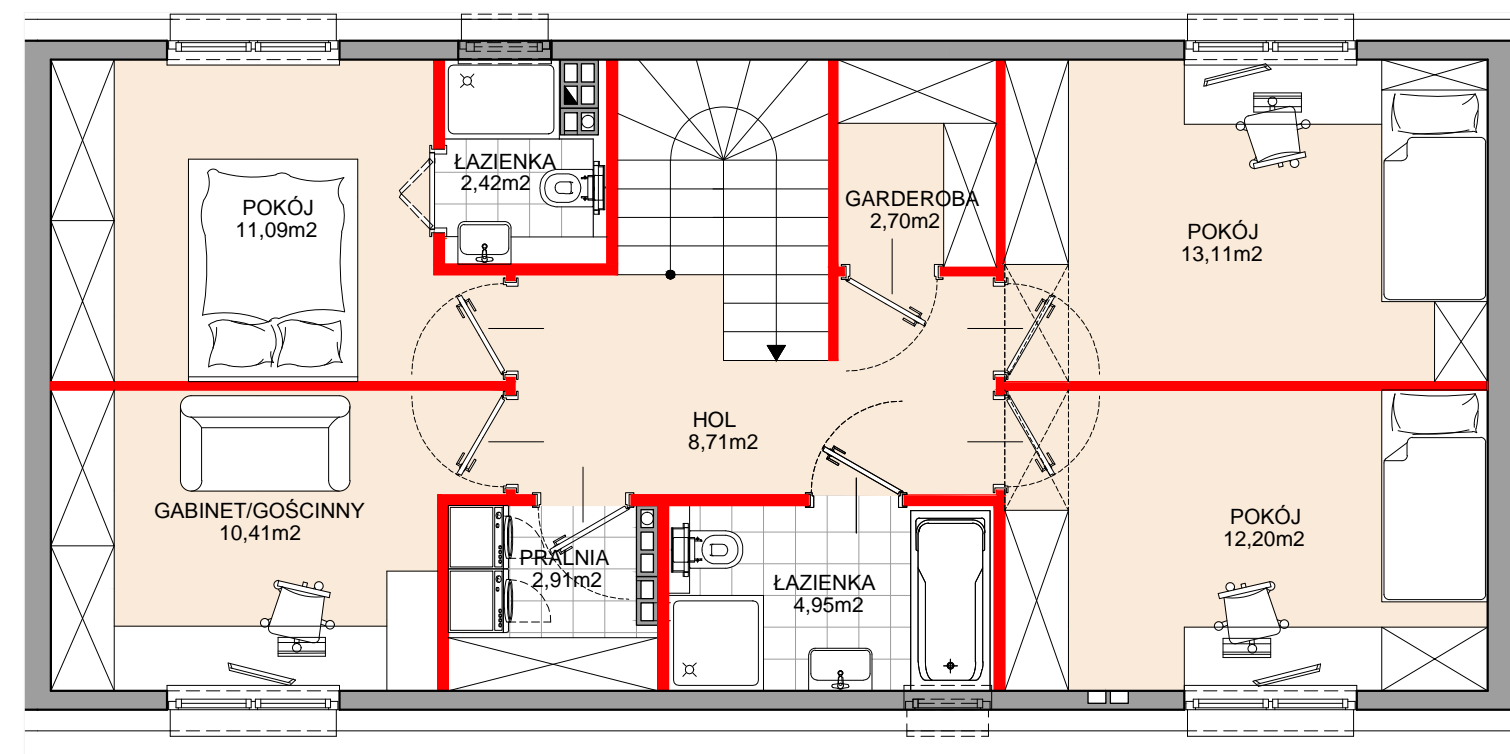 ŁAZIENKA
2,42m2
POKÓJ
11,09m2
GARDEROBA
2,70m2
POKÓJ
13,11m2
HOL
8,71m2
GABINET/GOŚCINNY
10,41m2
PRALNIA
2,91m2
ŁAZIENKA
4,95m2
POKÓJ
12,20m2